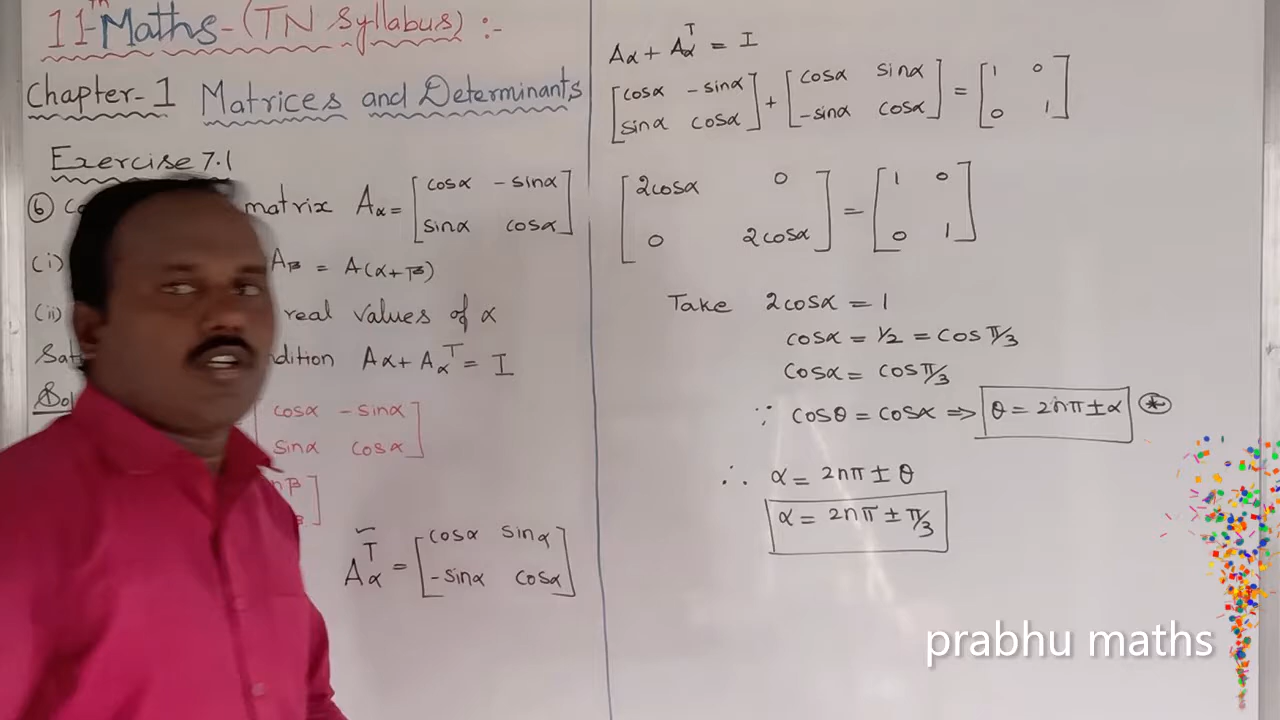 11th Maths - (TN Syllabus) :-
Chapter-1 Matrices and Determinants
Exercise 7.1
⑥ matrix Aα = [cosα -sinα
sinα cosα]
(i) Aβ = A(α+β)
(ii) real values of α
Aα + Aα^T = I
[cosα -sinα
sinα cosα]
Aα^T = [cosα sinα
-sinα cosα]
Aα + Aα^T = I
[cosα -sinα
sinα cosα] + [cosα sinα
-sinα cosα] = [1 0
0 1]
[2cosα 0
0 2cosα] = [1 0
0 1]
Take 2cosα = 1
cosα = 1/2 = cos π/3
cosα = cos π/3
∵ cosθ = cosα ⇒ θ = 2nπ ± α *
∴ α = 2nπ ± θ
α = 2nπ ± π/3
prabhu maths